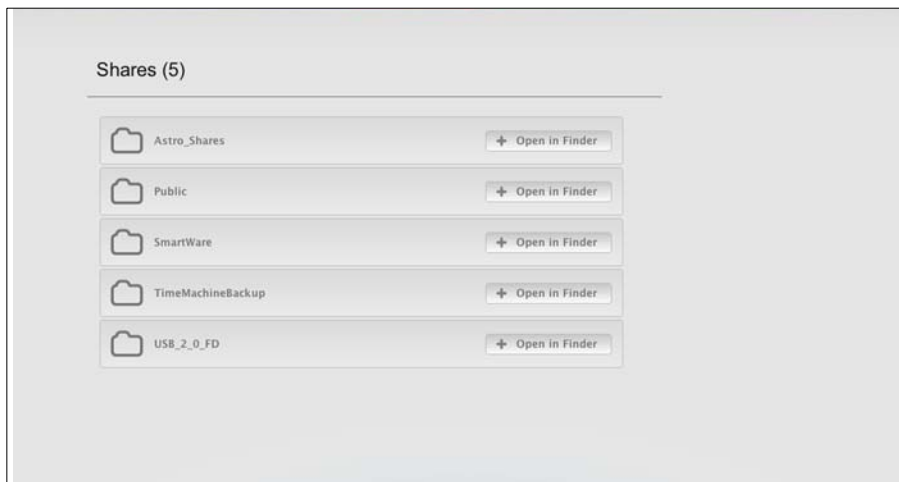 Shares (5)
Astro_Shares + Open in Finder
Public + Open in Finder
SmartWare + Open in Finder
TimeMachineBackup + Open in Finder
USB_2_0_FD + Open in Finder